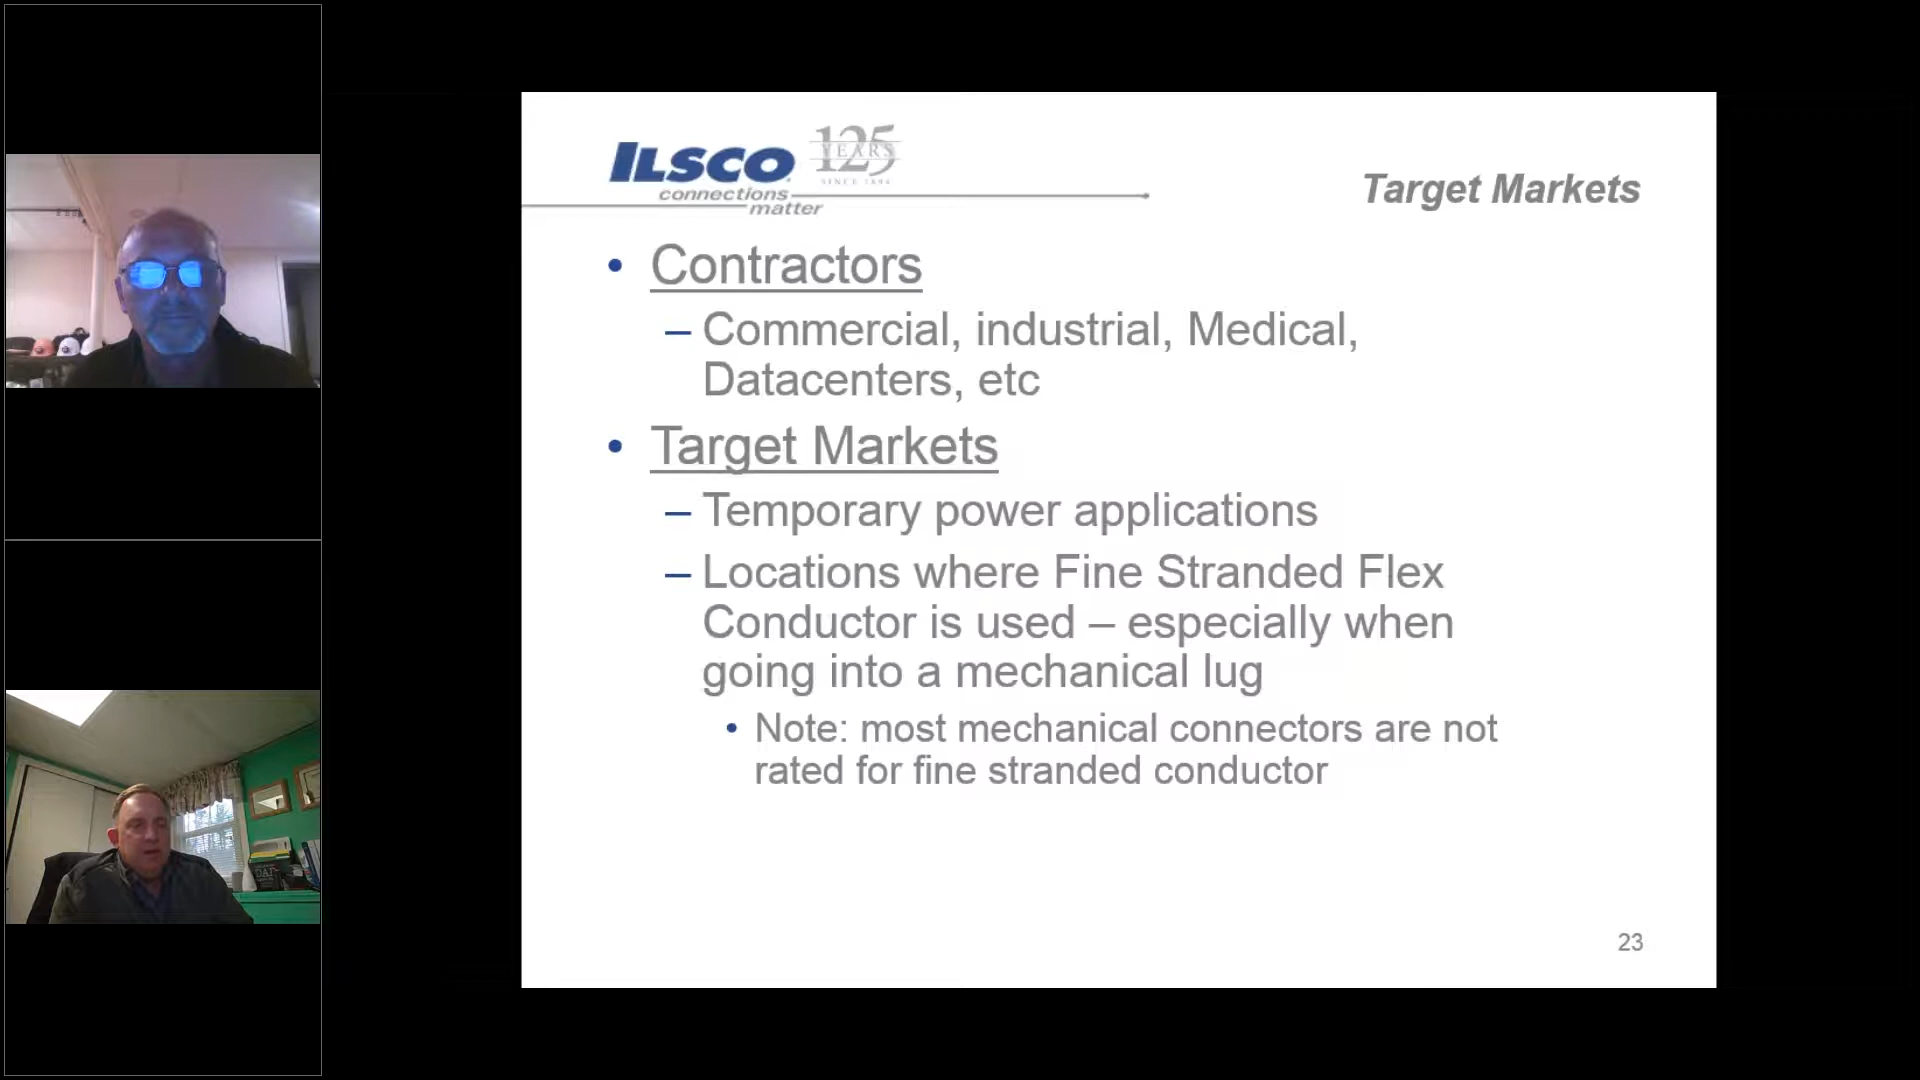 ILSCO
125
YEARS
SINCE 1894
connections
matter
Target Markets
• Contractors
– Commercial, industrial, Medical,
Datacenters, etc
• Target Markets
– Temporary power applications
– Locations where Fine Stranded Flex
Conductor is used – especially when
going into a mechanical lug
• Note: most mechanical connectors are not
rated for fine stranded conductor
23